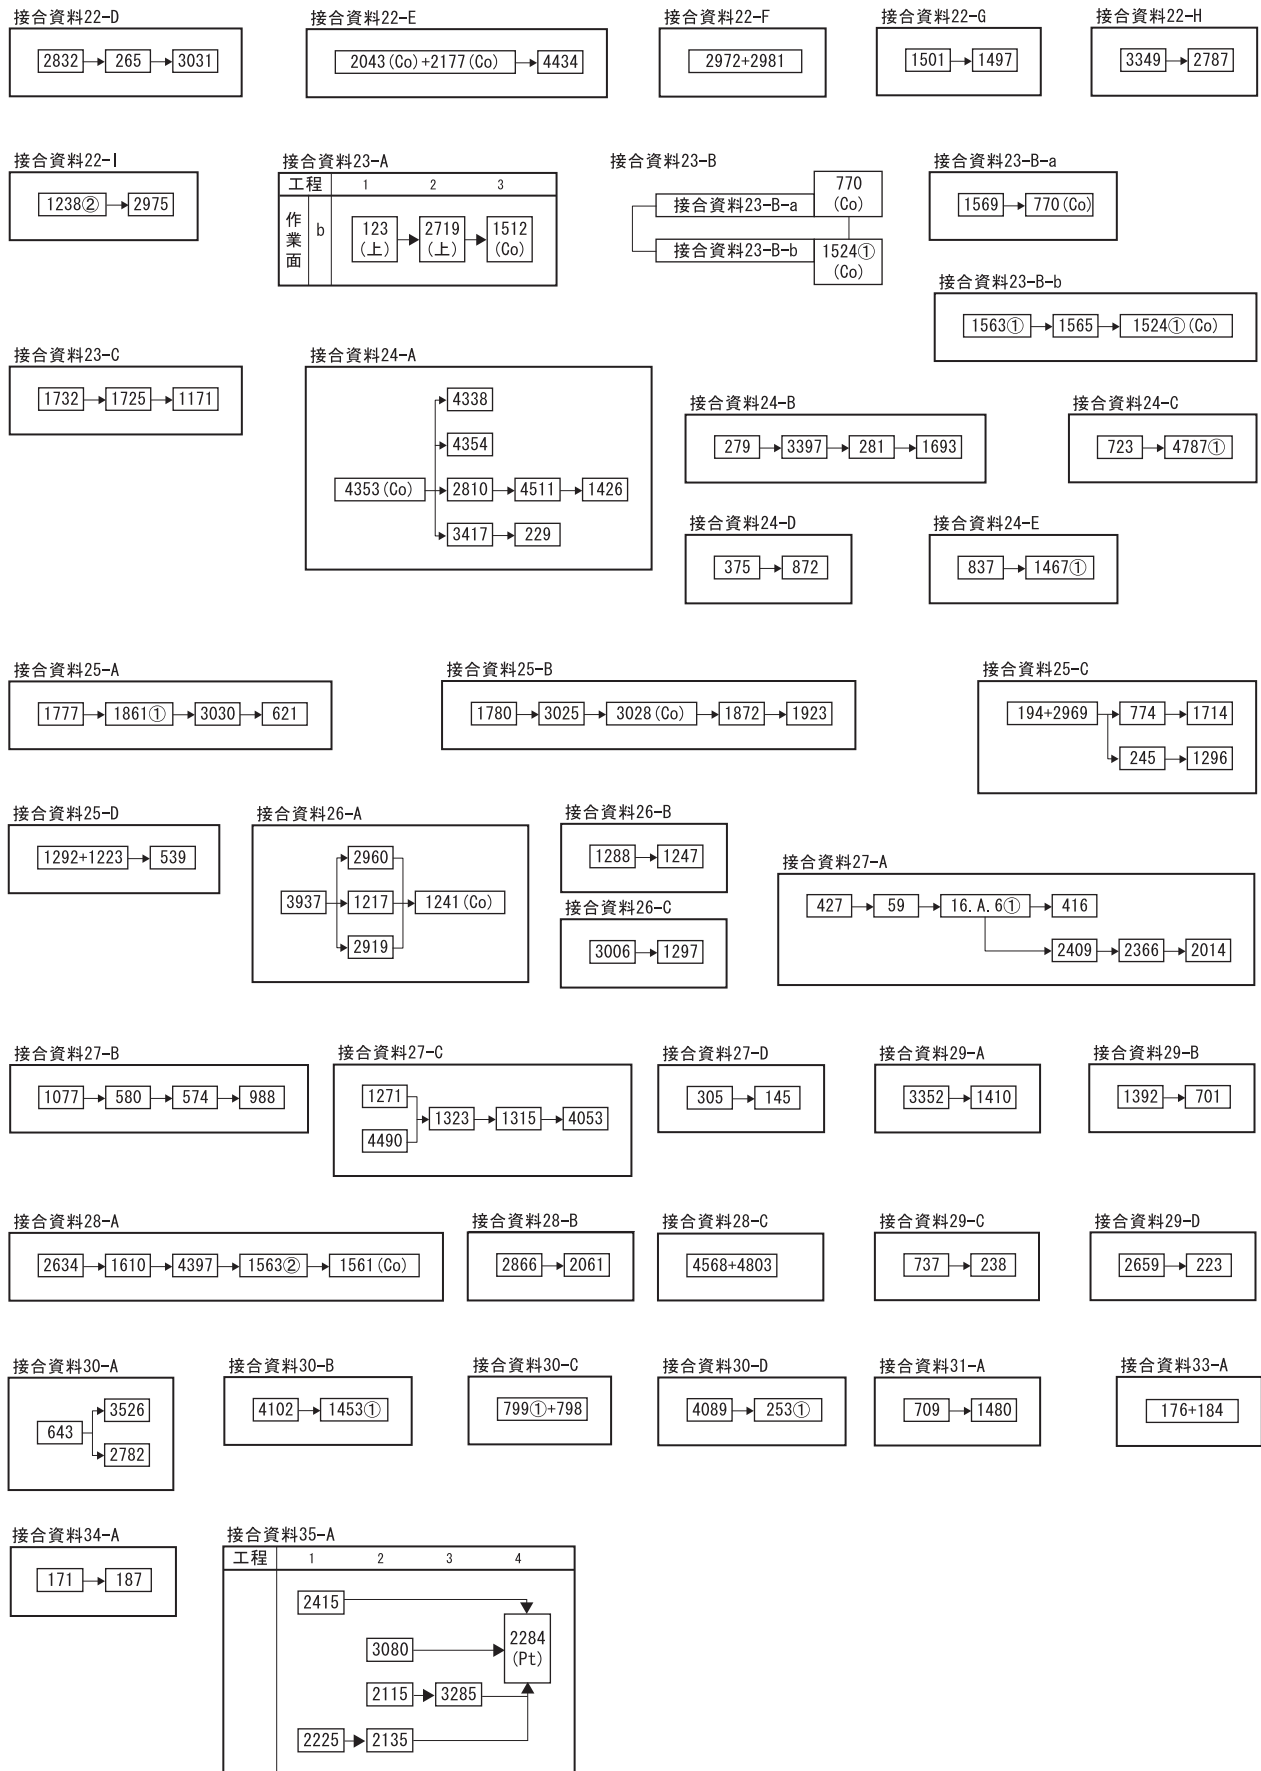 接合資料22-D
2832 265 3031
接合資料22-E
2043(Co)+2177(Co) 4434
接合資料22-F
2972+2981
接合資料22-G
1501 1497
接合資料22-H
3349 2787
接合資料22-I
1238② 2975
接合資料23-A
工程 1 2 3
作業面 b
123(上) 2719(上) 1512(Co)
接合資料23-B
接合資料23-B-a 770(Co)
接合資料23-B-b 1524①(Co)
接合資料23-B-a
1569 770(Co)
接合資料23-B-b
1563① 1565 1524①(Co)
接合資料23-C
1732 1725 1171
接合資料24-A
4338
4354
4353(Co) 2810 4511 1426
3417 229
接合資料24-B
279 3397 281 1693
接合資料24-C
723 4787①
接合資料24-D
375 872
接合資料24-E
837 1467①
接合資料25-A
1777 1861① 3030 621
接合資料25-B
1780 3025 3028(Co) 1872 1923
接合資料25-C
194+2969 774 1714
245 1296
接合資料25-D
1292+1223 539
接合資料26-A
2960
3937 1217 1241(Co)
2919
接合資料26-B
1288 1247
接合資料26-C
3006 1297
接合資料27-A
427 59 16.A.6① 416
2409 2366 2014
接合資料27-B
1077 580 574 988
接合資料27-C
1271
1323 1315 4053
4490
接合資料27-D
305 145
接合資料29-A
3352 1410
接合資料29-B
1392 701
接合資料28-A
2634 1610 4397 1563② 1561(Co)
接合資料28-B
2866 2061
接合資料28-C
4568+4803
接合資料29-C
737 238
接合資料29-D
2659 223
接合資料30-A
3526
643
2782
接合資料30-B
4102 1453①
接合資料30-C
799①+798
接合資料30-D
4089 253①
接合資料31-A
709 1480
接合資料33-A
176+184
接合資料34-A
171 187
接合資料35-A
工程 1 2 3 4
2415
3080 2284(Pt)
2115 3285
2225 2135